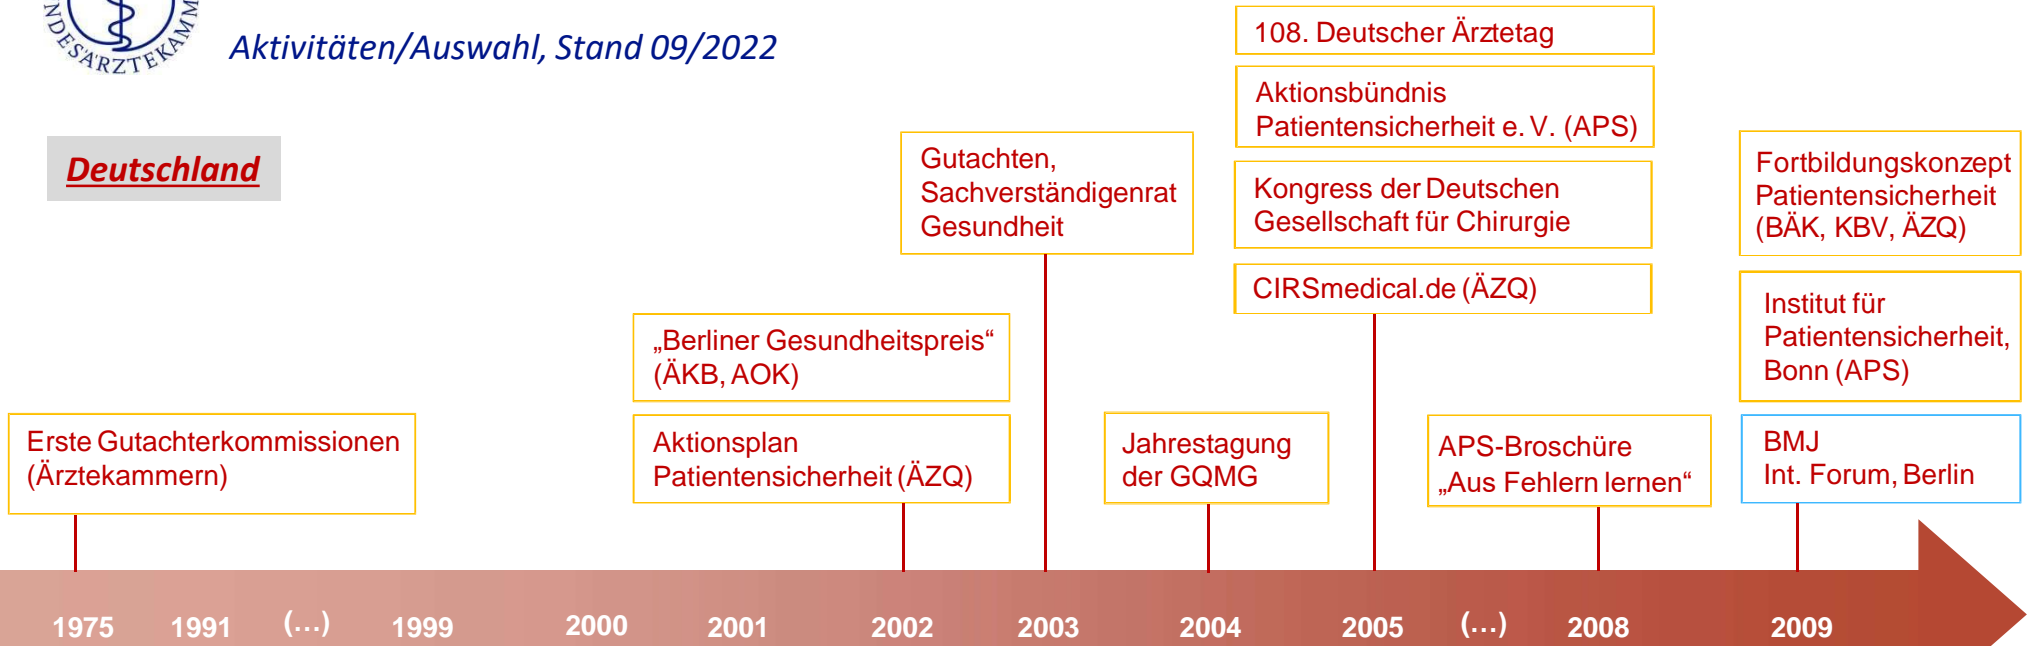 NDESÄRZTEKAMM
Aktivitäten/Auswahl, Stand 09/2022
Deutschland
Erste Gutachterkommissionen
(Ärztekammern)
„Berliner Gesundheitspreis“
(ÄKB, AOK)
Aktionsplan
Patientensicherheit (ÄZQ)
Gutachten,
Sachverständigenrat
Gesundheit
Jahrestagung
der GQMG
108. Deutscher Ärztetag
Aktionsbündnis
Patientensicherheit e. V. (APS)
Kongress der Deutschen
Gesellschaft für Chirurgie
CIRSmedical.de (ÄZQ)
APS-Broschüre
„Aus Fehlern lernen“
Fortbildungskonzept
Patientensicherheit
(BÄK, KBV, ÄZQ)
Institut für
Patientensicherheit,
Bonn (APS)
BMJ
Int. Forum, Berlin
1975 1991 (...) 1999 2000 2001 2002 2003 2004 2005 (...) 2008 2009